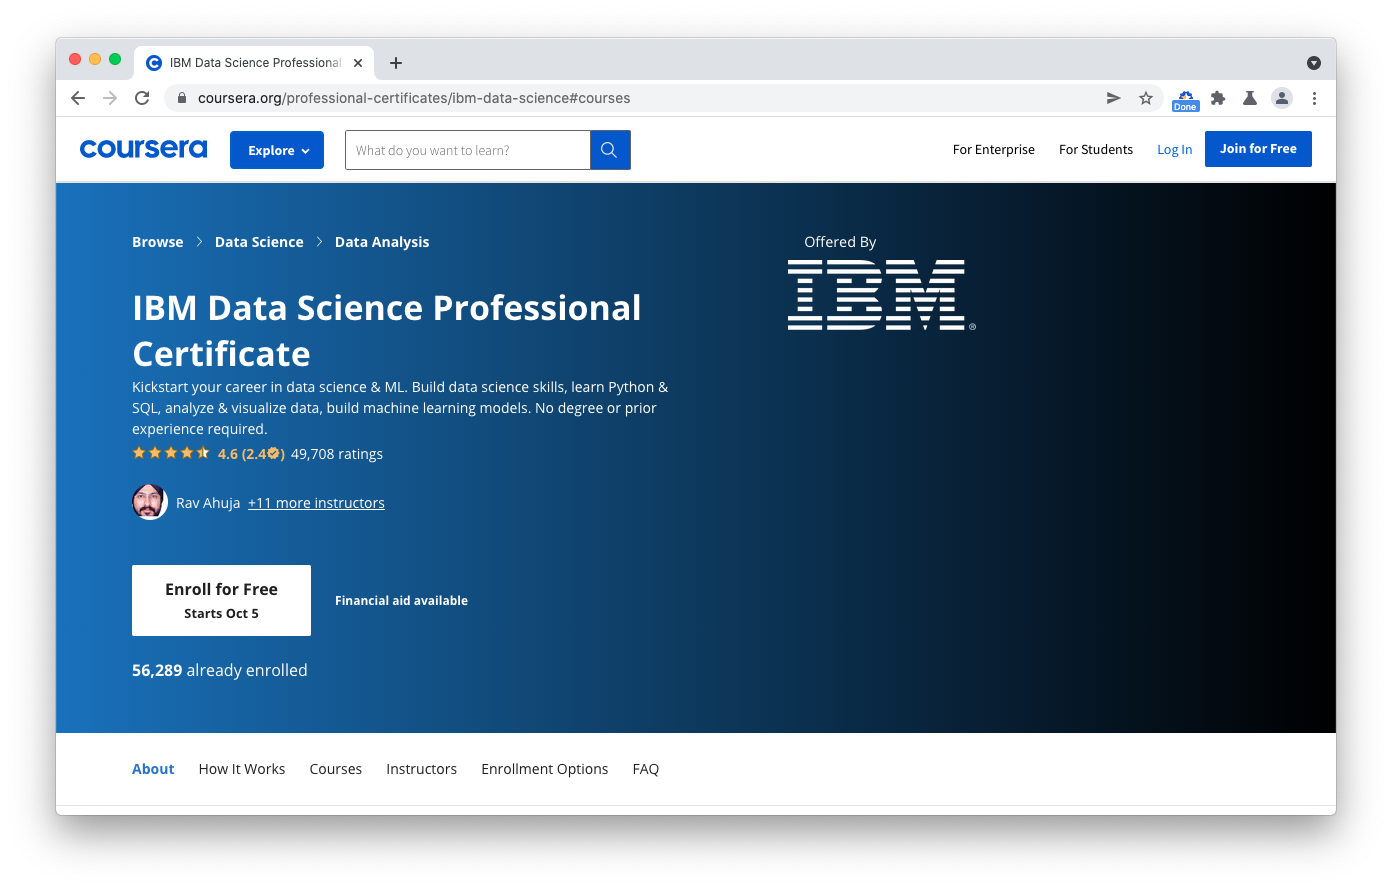 IBM Data Science Professional
coursera.org/professional-certificates/ibm-data-science#courses
Done
coursera
Explore
What do you want to learn?
For Enterprise
For Students
Log In
Join for Free
Browse
Data Science
Data Analysis
Offered By
IBM®
IBM Data Science Professional
Certificate
Kickstart your career in data science & ML. Build data science skills, learn Python &
SQL, analyze & visualize data, build machine learning models. No degree or prior
experience required.
4.6 (2.4) 49,708 ratings
Rav Ahuja +11 more instructors
Enroll for Free
Starts Oct 5
Financial aid available
56,289 already enrolled
About
How It Works
Courses
Instructors
Enrollment Options
FAQ